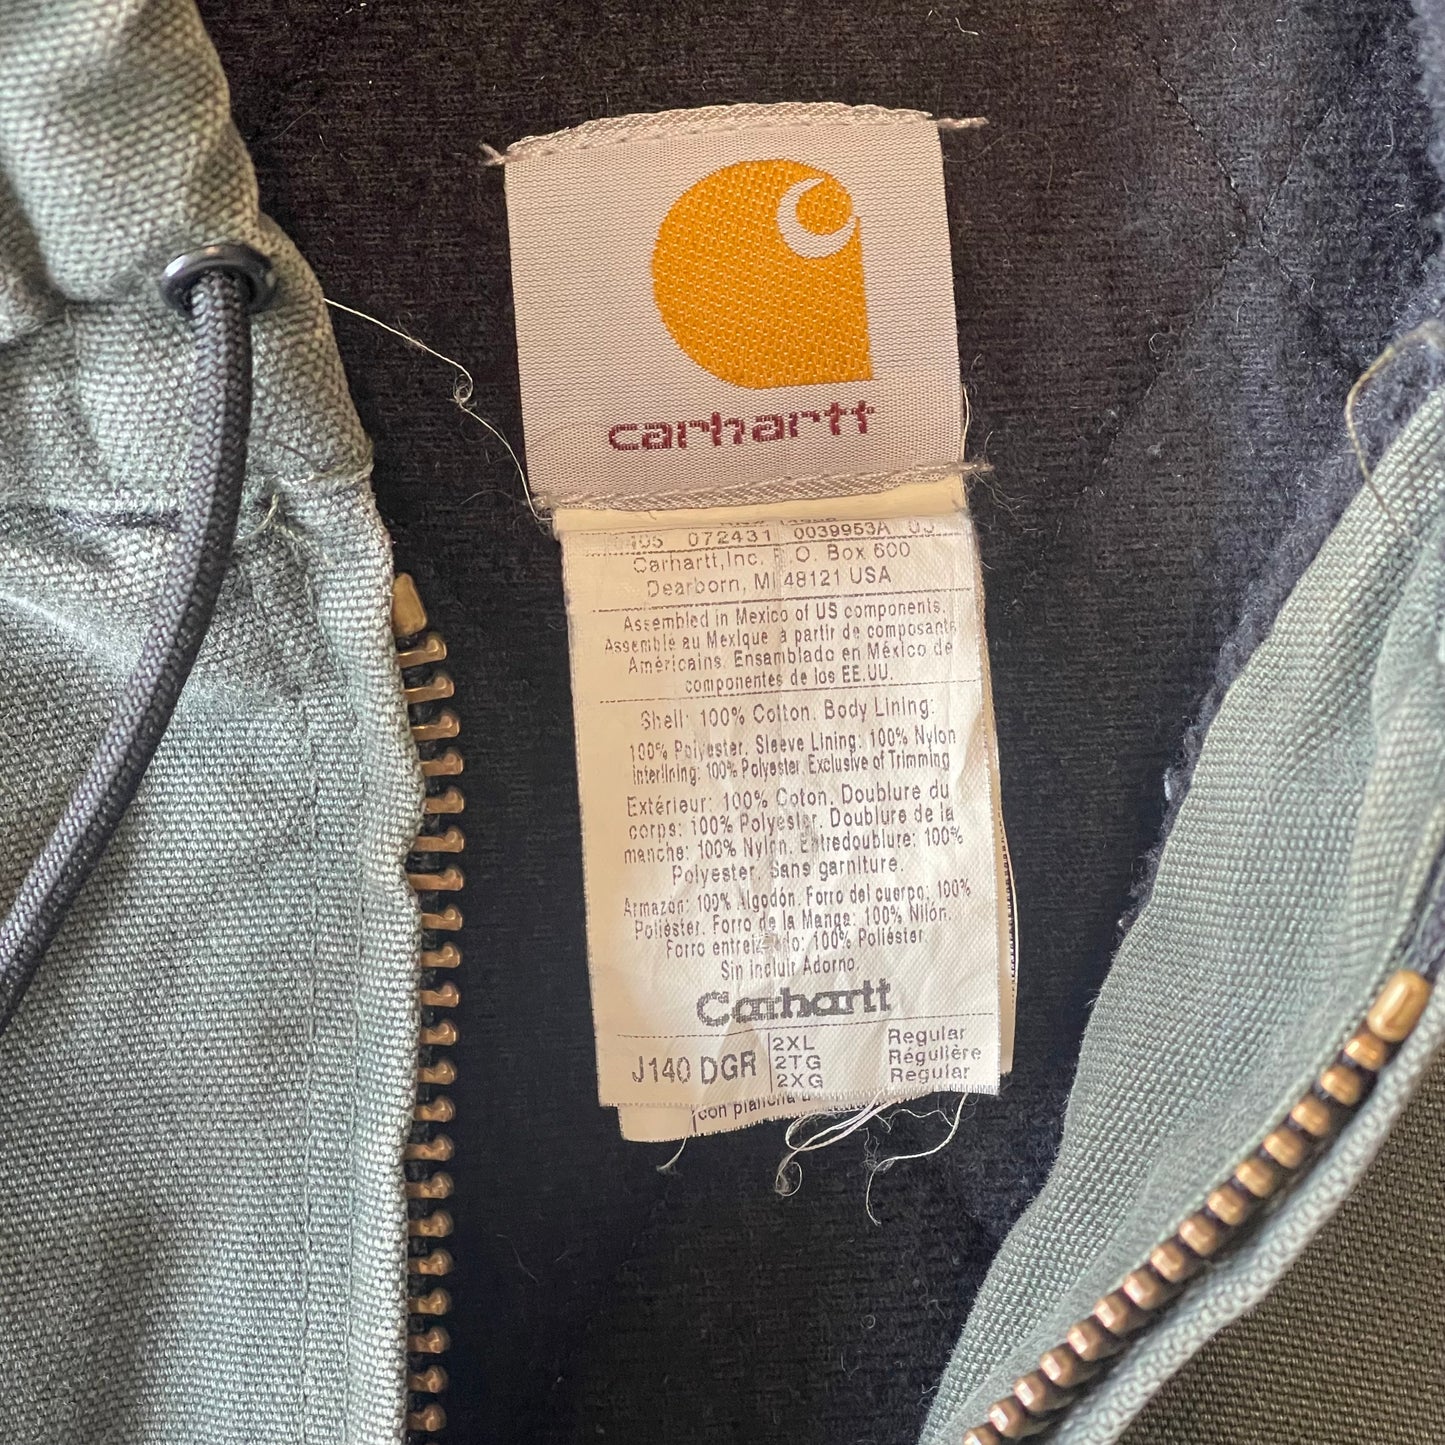 carhartt
072431 0039953A
Carhartt,Inc. P.O. Box 600
Dearborn, MI 48121 USA
Assembled in Mexico of US components.
Assemblé au Mexique à partir de composants
Américains. Ensamblado en México de
componentes de los EE.UU.
Shell: 100% Cotton. Body Lining:
100% Polyester. Sleeve Lining: 100% Nylon
Interlining: 100% Polyester. Exclusive of Trimming
Extérieur: 100% Coton. Doublure du
corps: 100% Polyester. Doublure de la
manche: 100% Nylon. Entredoublure: 100%
Polyester. Sans garniture.
Armazon: 100% Algodón. Forro del cuerpo: 100%
Poliéster. Forro de la Manga: 100% Nilón.
Forro 100% Poliéster
Sin incluir Adorno.
Carhartt
J140 DGR
2XL Regular
2TG Régulière
2XG Regular
con plancha